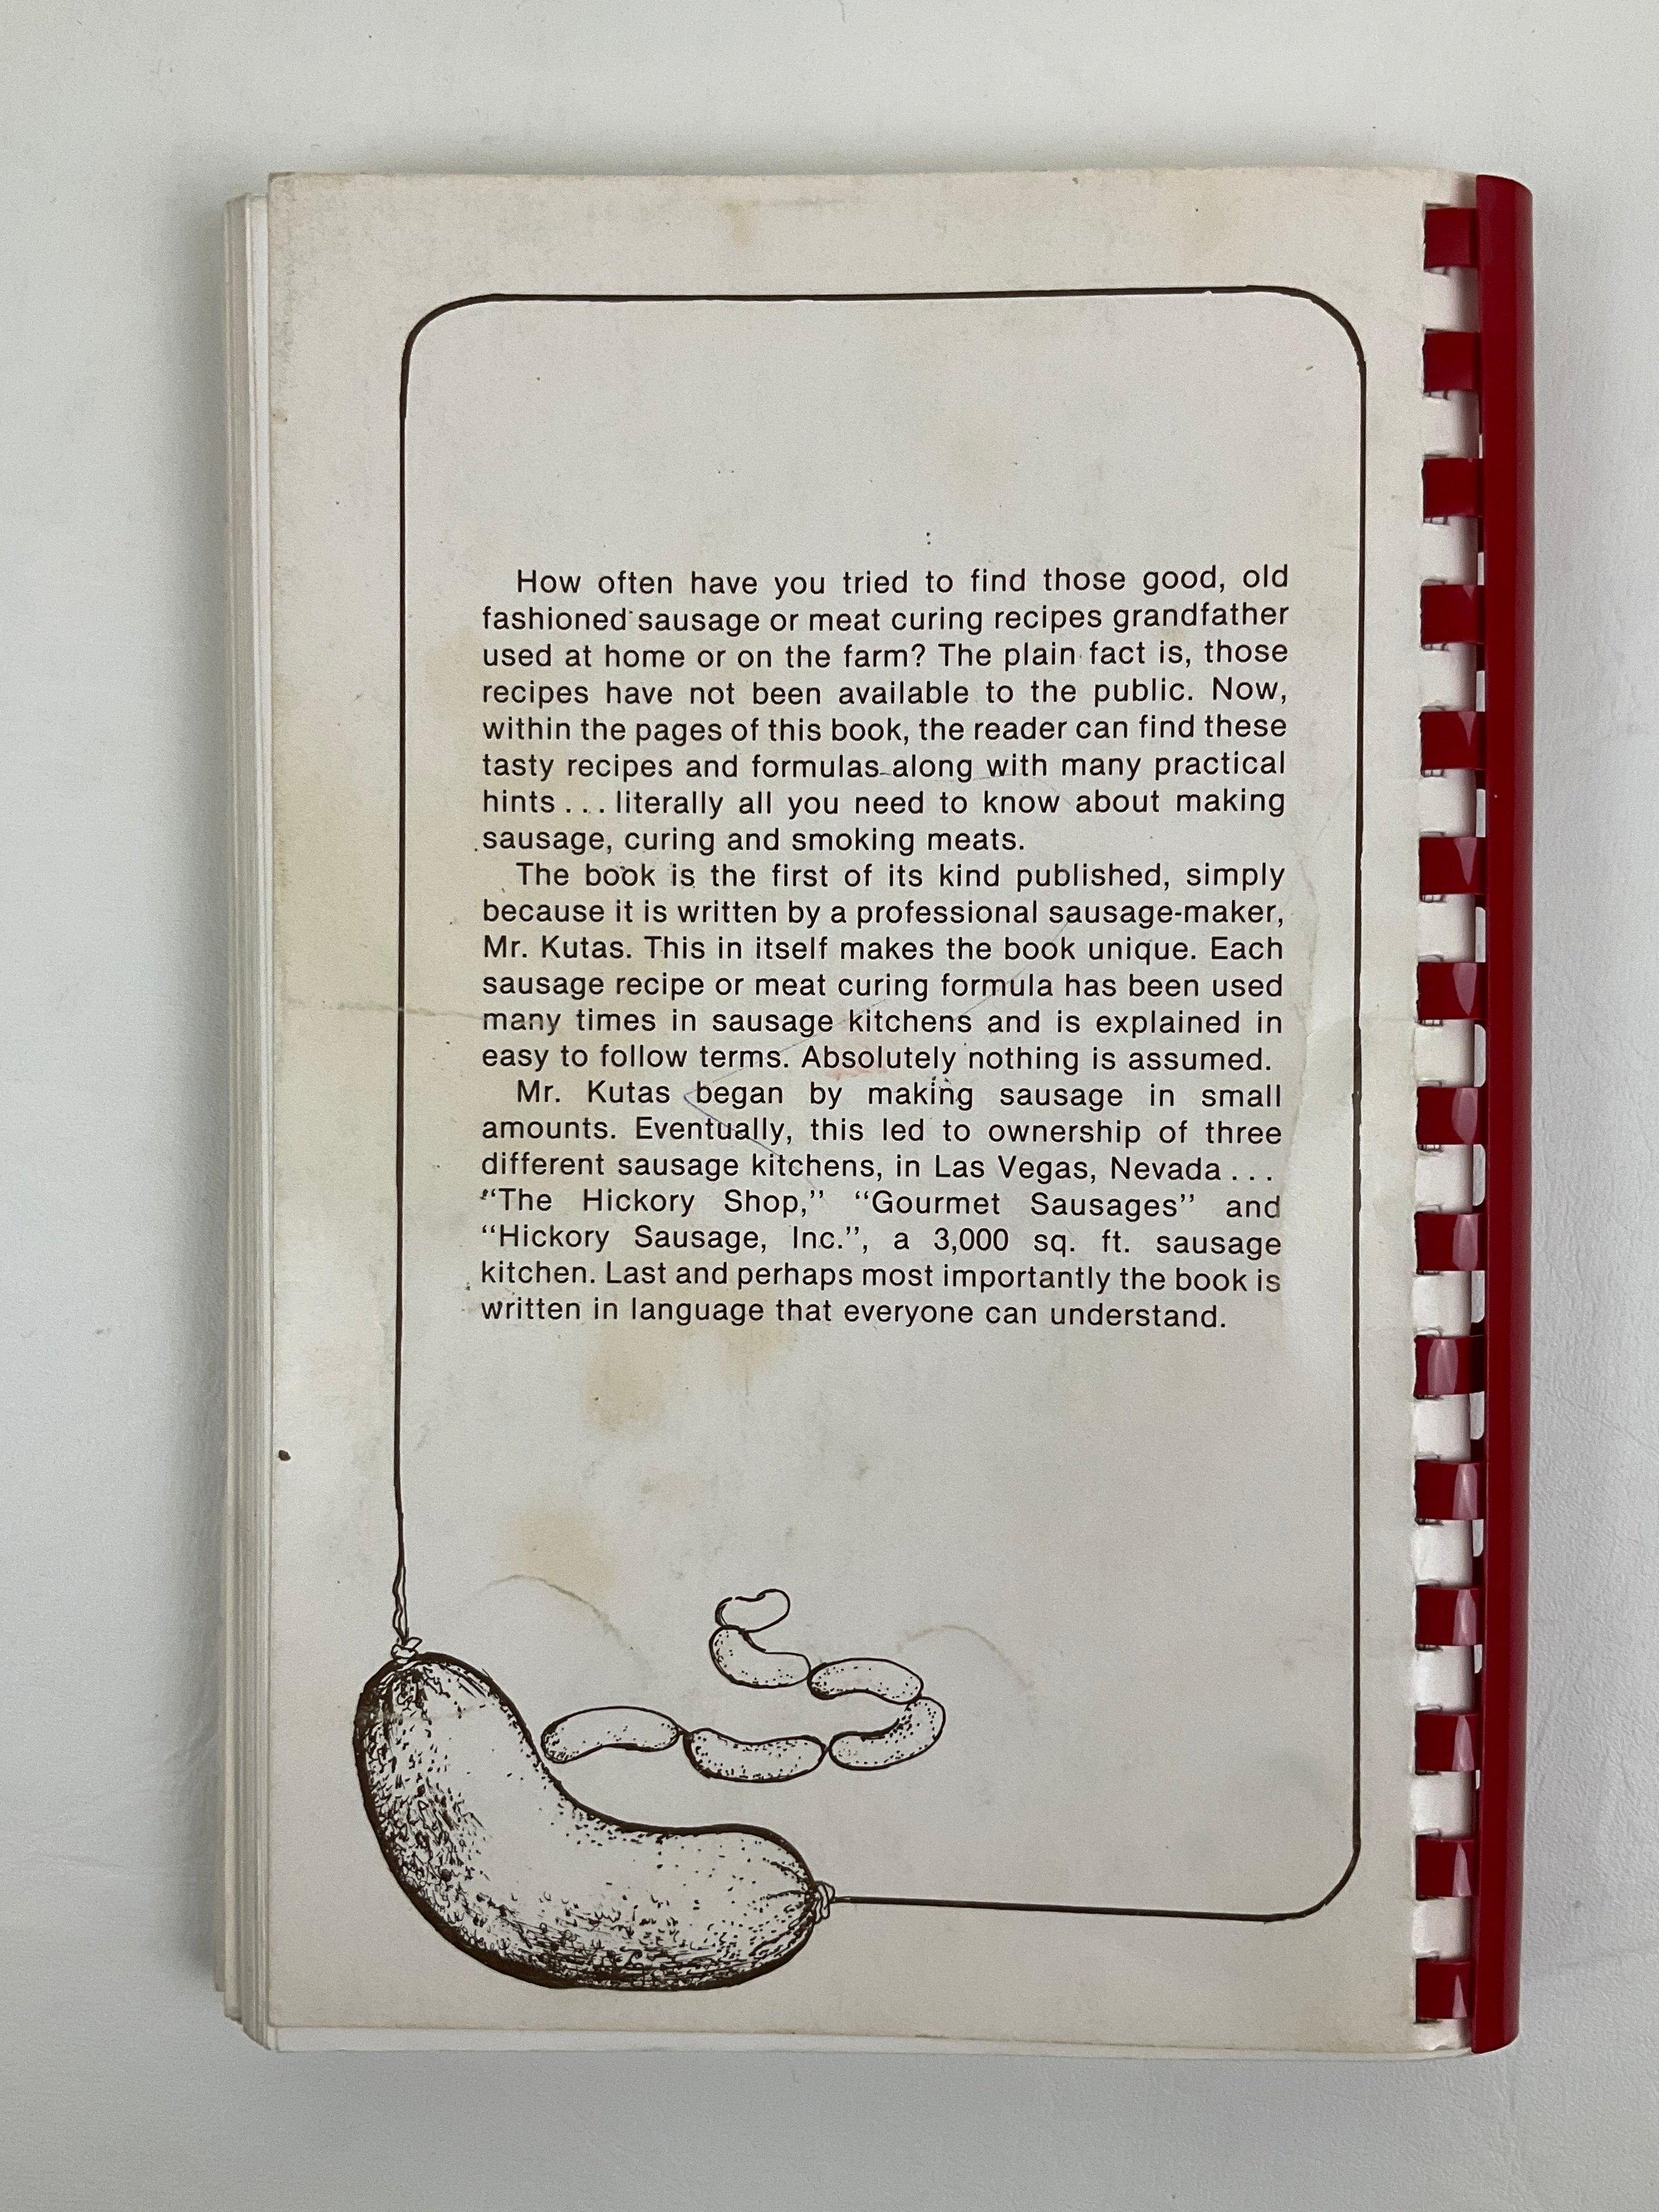 How often have you tried to find those good, old
fashioned sausage or meat curing recipes grandfather
used at home or on the farm? The plain fact is, those
recipes have not been available to the public. Now,
within the pages of this book, the reader can find these
tasty recipes and formulas along with many practical
hints . . . literally all you need to know about making
sausage, curing and smoking meats.
The book is the first of its kind published, simply
because it is written by a professional sausage-maker,
Mr. Kutas. This in itself makes the book unique. Each
sausage recipe or meat curing formula has been used
many times in sausage kitchens and is explained in
easy to follow terms. Absolutely nothing is assumed.
Mr. Kutas began by making sausage in small
amounts. Eventually, this led to ownership of three
different sausage kitchens, in Las Vegas, Nevada . . .
“The Hickory Shop,” “Gourmet Sausages” and
“Hickory Sausage, Inc.”, a 3,000 sq. ft. sausage
kitchen. Last and perhaps most importantly the book is
written in language that everyone can understand.